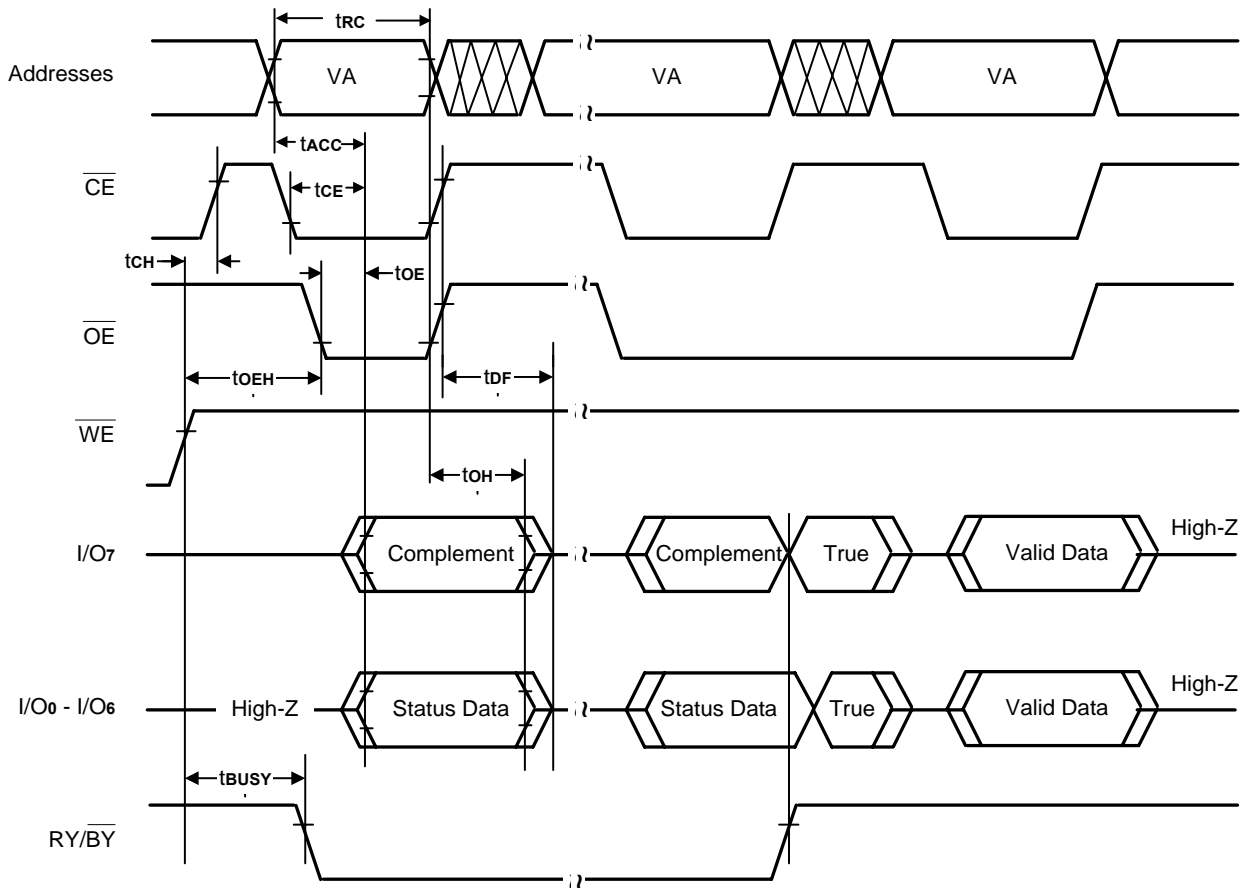 tRC
Addresses VA VA VA
tACC
CE tCE
tCH tOE
OE
tOEH tDF
WE
tOH
I/O7 Complement Complement True Valid Data High-Z
I/O0 - I/O6 High-Z Status Data Status Data True Valid Data High-Z
tBUSY
RY/BY